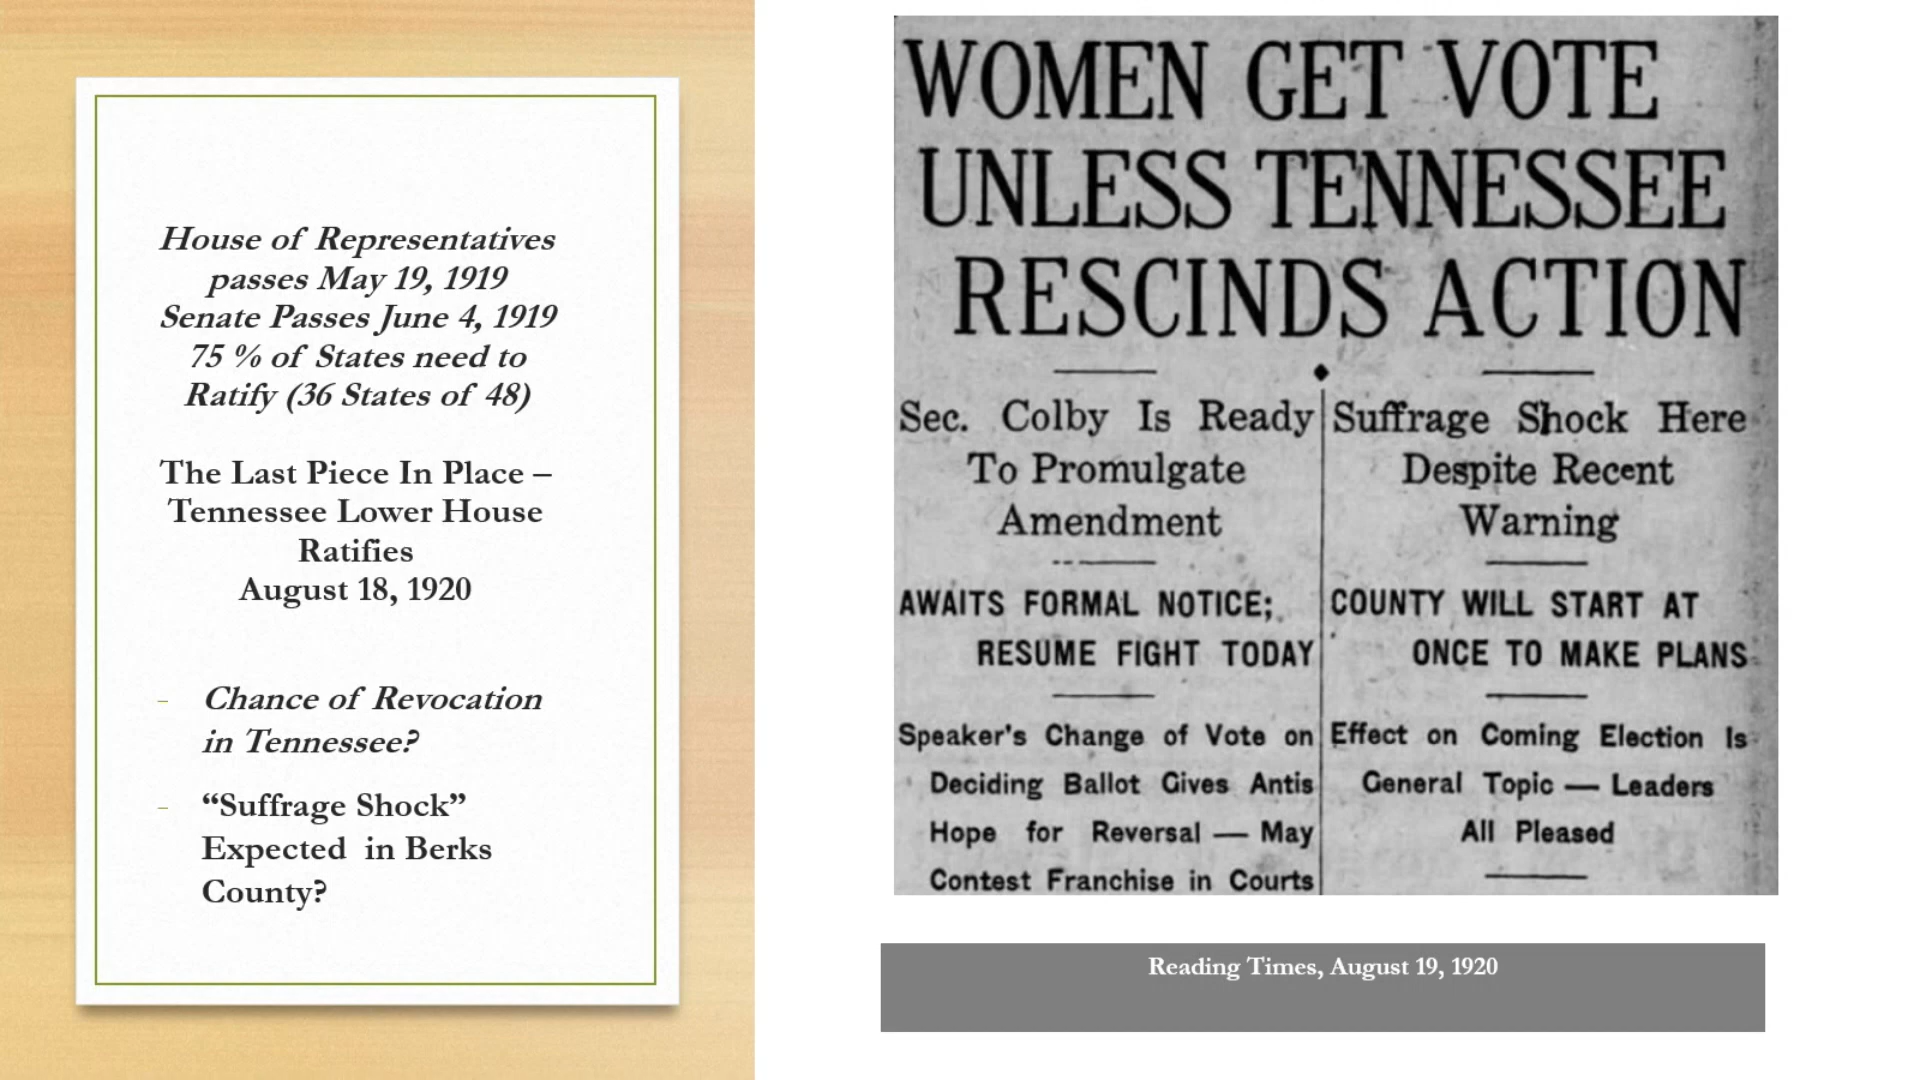 House of Representatives
passes May 19, 1919
Senate Passes June 4, 1919
75 % of States need to
Ratify (36 States of 48)
The Last Piece In Place –
Tennessee Lower House
Ratifies
August 18, 1920
- Chance of Revocation
in Tennessee?
- “Suffrage Shock”
Expected in Berks
County?
WOMEN GET VOTE
UNLESS TENNESSEE
RESCINDS ACTION
Sec. Colby Is Ready
To Promulgate
Amendment
AWAITS FORMAL NOTICE;
RESUME FIGHT TODAY
Speaker's Change of Vote on
Deciding Ballot Gives Antis
Hope for Reversal — May
Contest Franchise in Courts
Suffrage Shock Here
Despite Recent
Warning
COUNTY WILL START AT
ONCE TO MAKE PLANS
Effect on Coming Election Is
General Topic — Leaders
All Pleased
Reading Times, August 19, 1920